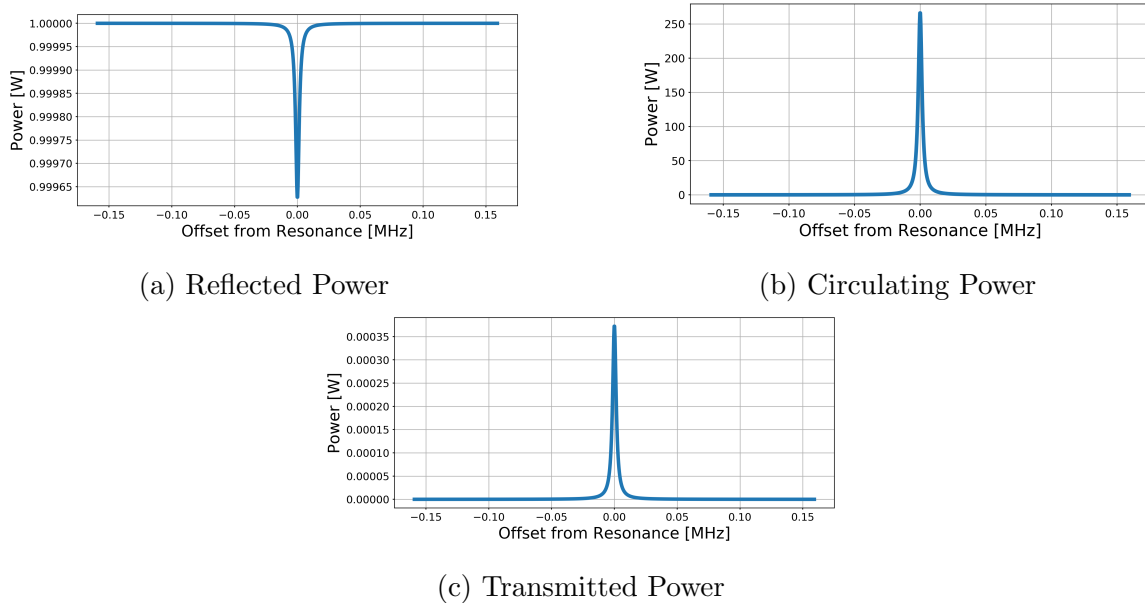 Power [W]
1.00000
0.99995
0.99990
0.99985
0.99980
0.99975
0.99970
0.99965
−0.15 −0.10 −0.05 0.00 0.05 0.10 0.15
Offset from Resonance [MHz]
(a) Reflected Power
Power [W]
250
200
150
100
50
0
−0.15 −0.10 −0.05 0.00 0.05 0.10 0.15
Offset from Resonance [MHz]
(b) Circulating Power
Power [W]
0.00035
0.00030
0.00025
0.00020
0.00015
0.00010
0.00005
0.00000
−0.15 −0.10 −0.05 0.00 0.05 0.10 0.15
Offset from Resonance [MHz]
(c) Transmitted Power